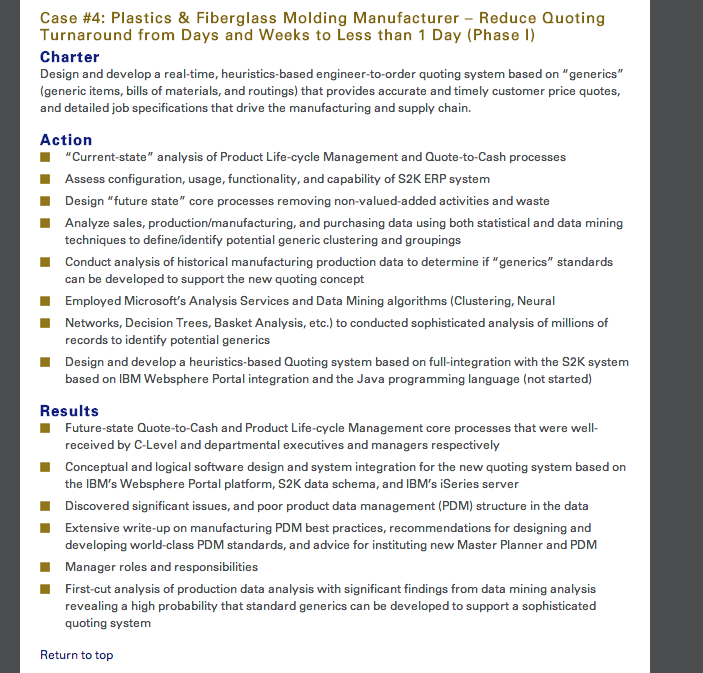 Case #4: Plastics & Fiberglass Molding Manufacturer – Reduce Quoting
Turnaround from Days and Weeks to Less than 1 Day (Phase I)
Charter
Design and develop a real-time, heuristics-based engineer-to-order quoting system based on “generics”
(generic items, bills of materials, and routings) that provides accurate and timely customer price quotes,
and detailed job specifications that drive the manufacturing and supply chain.
Action
“Current-state” analysis of Product Life-cycle Management and Quote-to-Cash processes
Assess configuration, usage, functionality, and capability of S2K ERP system
Design “future state” core processes removing non-valued-added activities and waste
Analyze sales, production/manufacturing, and purchasing data using both statistical and data mining
techniques to define/identify potential generic clustering and groupings
Conduct analysis of historical manufacturing production data to determine if “generics” standards
can be developed to support the new quoting concept
Employed Microsoft’s Analysis Services and Data Mining algorithms (Clustering, Neural
Networks, Decision Trees, Basket Analysis, etc.) to conducted sophisticated analysis of millions of
records to identify potential generics
Design and develop a heuristics-based Quoting system based on full-integration with the S2K system
based on IBM Websphere Portal integration and the Java programming language (not started)
Results
Future-state Quote-to-Cash and Product Life-cycle Management core processes that were well-
received by C-Level and departmental executives and managers respectively
Conceptual and logical software design and system integration for the new quoting system based on
the IBM’s Websphere Portal platform, S2K data schema, and IBM’s iSeries server
Discovered significant issues, and poor product data management (PDM) structure in the data
Extensive write-up on manufacturing PDM best practices, recommendations for designing and
developing world-class PDM standards, and advice for instituting new Master Planner and PDM
Manager roles and responsibilities
First-cut analysis of production data analysis with significant findings from data mining analysis
revealing a high probability that standard generics can be developed to support a sophisticated
quoting system
Return to top